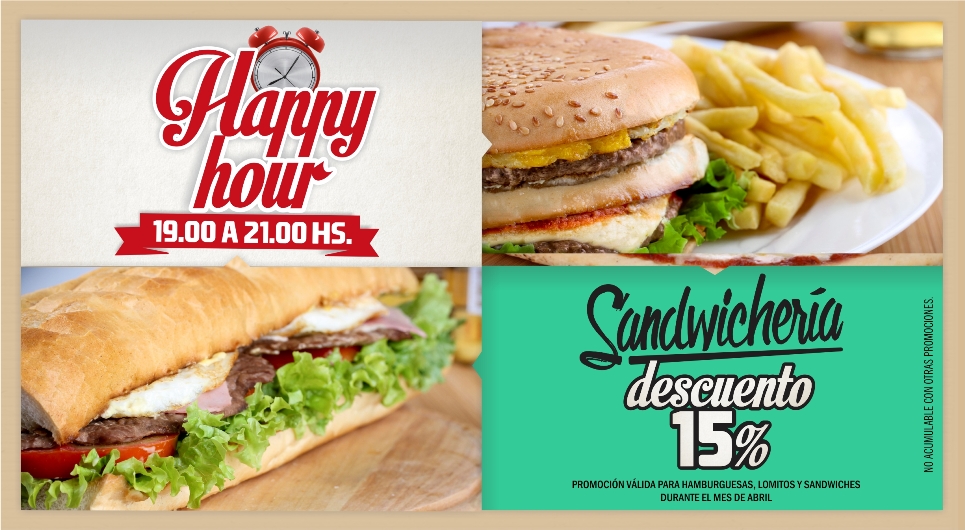 Happy
hour
19.00 A 21.00 HS.
Sandwichería
descuento
15%
PROMOCIÓN VÁLIDA PARA HAMBURGUESAS, LOMITOS Y SANDWICHES
DURANTE EL MES DE ABRIL
NO ACUMULABLE CON OTRAS PROMOCIONES.